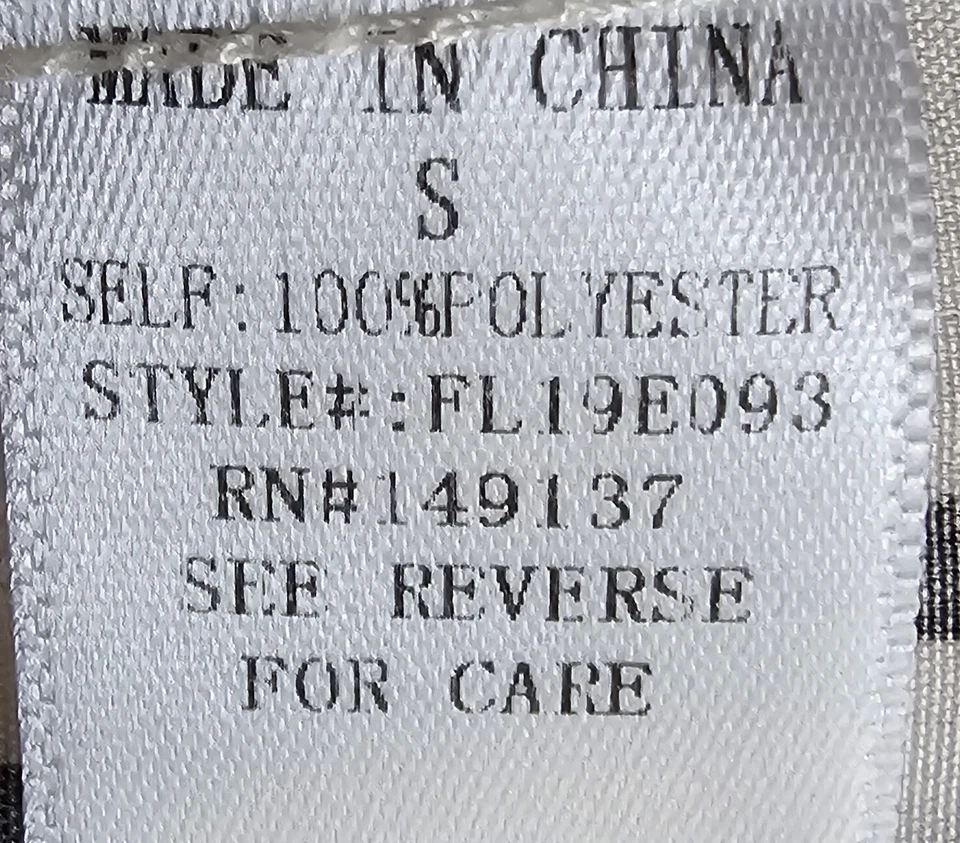 MADE IN CHINA
S
SELF:100%POLYESTER
STYLE#:FL19E093
RN#149137
SEE REVERSE
FOR CARE